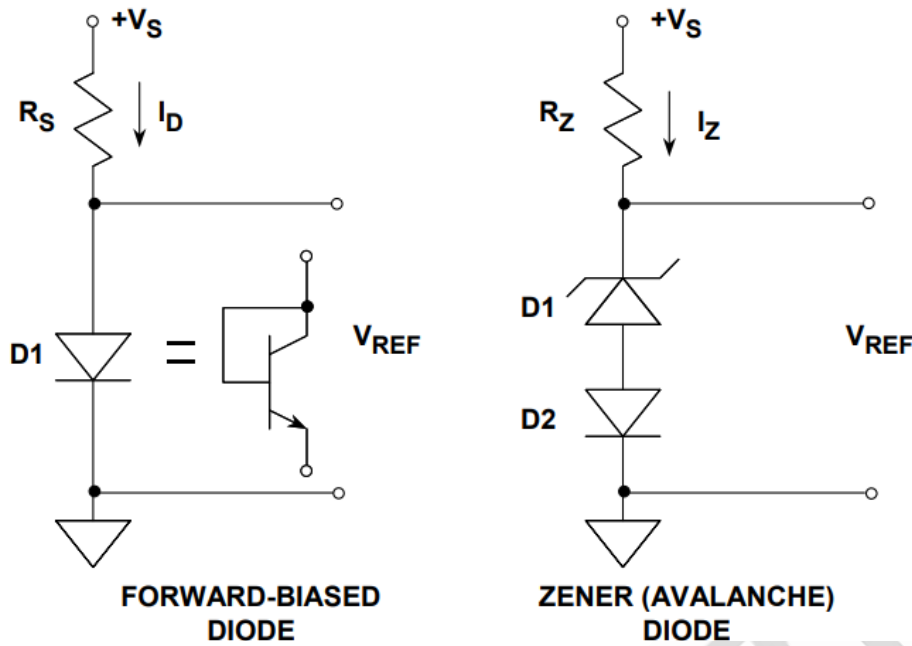 +VS
RS
ID
D1
=
VREF
FORWARD-BIASED
DIODE
+VS
RZ
IZ
D1
D2
VREF
ZENER (AVALANCHE)
DIODE